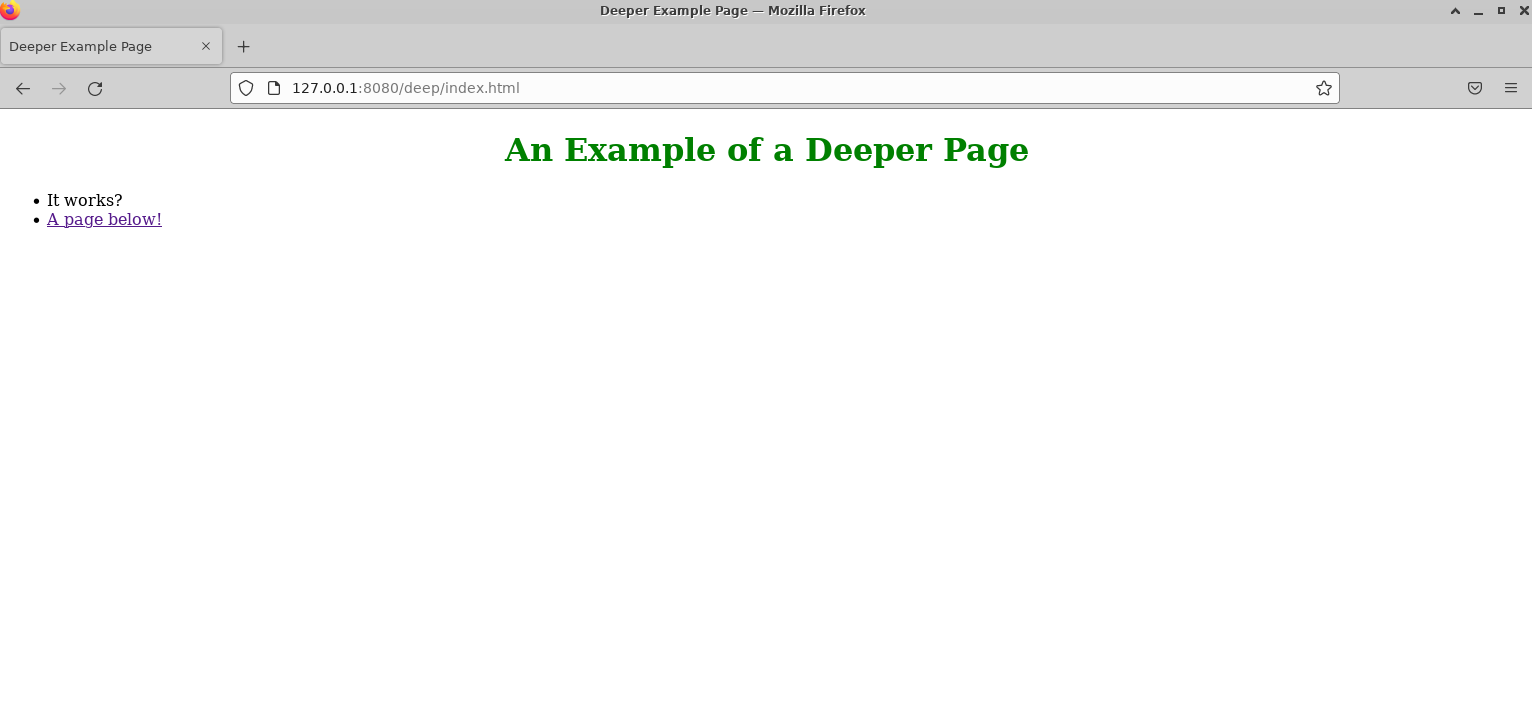 Deeper Example Page — Mozilla Firefox
Deeper Example Page
127.0.0.1:8080/deep/index.html
An Example of a Deeper Page
• It works?
• A page below!